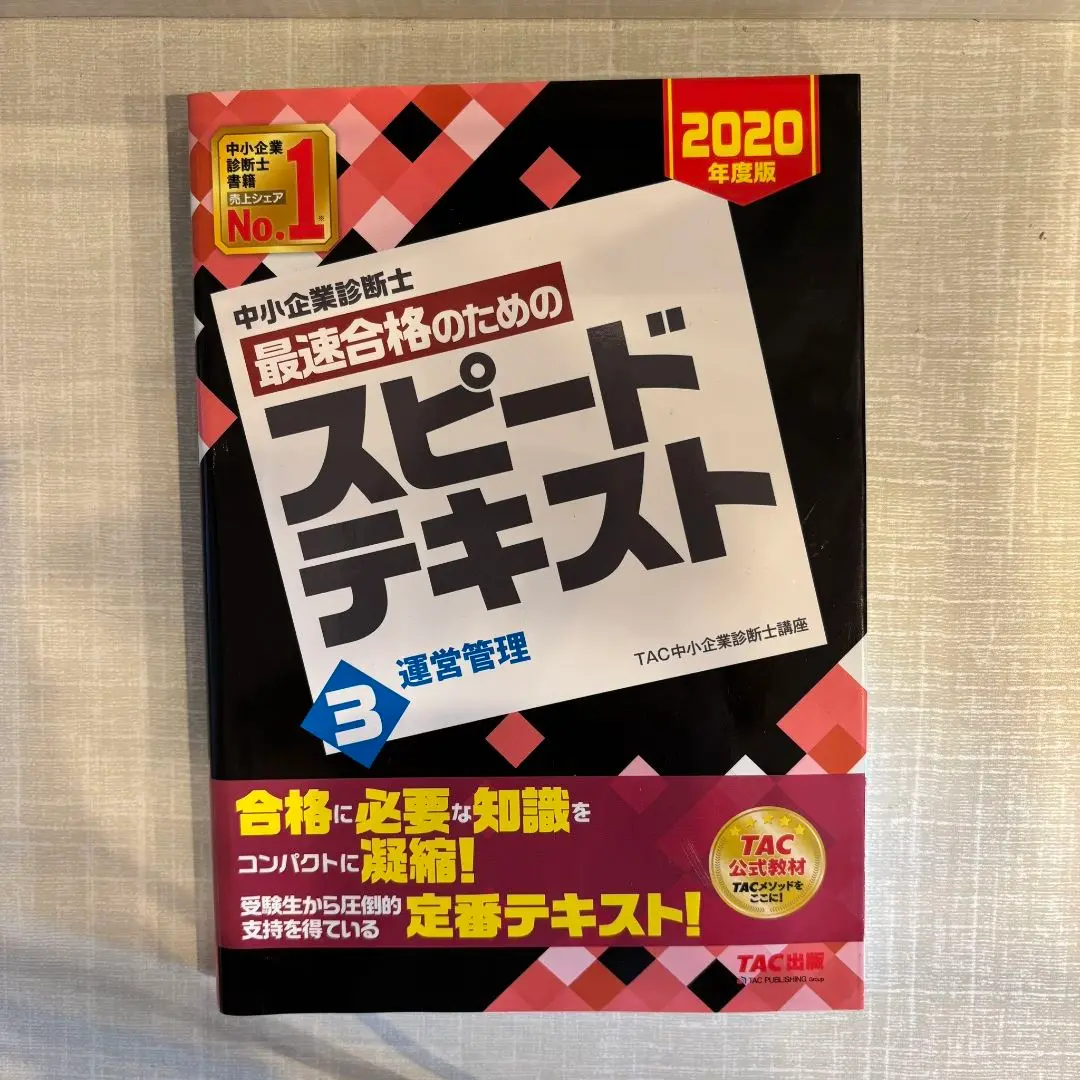 中小企業
診断士
書籍
売上シェア
No.1※
2020
年度版
中小企業診断士
最速合格のための
スピード
テキスト
TAC中小企業診断士講座
3 運営管理
合格に必要な知識を
コンパクトに凝縮!
受験生から圧倒的
支持を得ている 定番テキスト!
TAC
公式教材
TACメソッドを
ここに!
TAC出版
TAC PUBLISHING Group